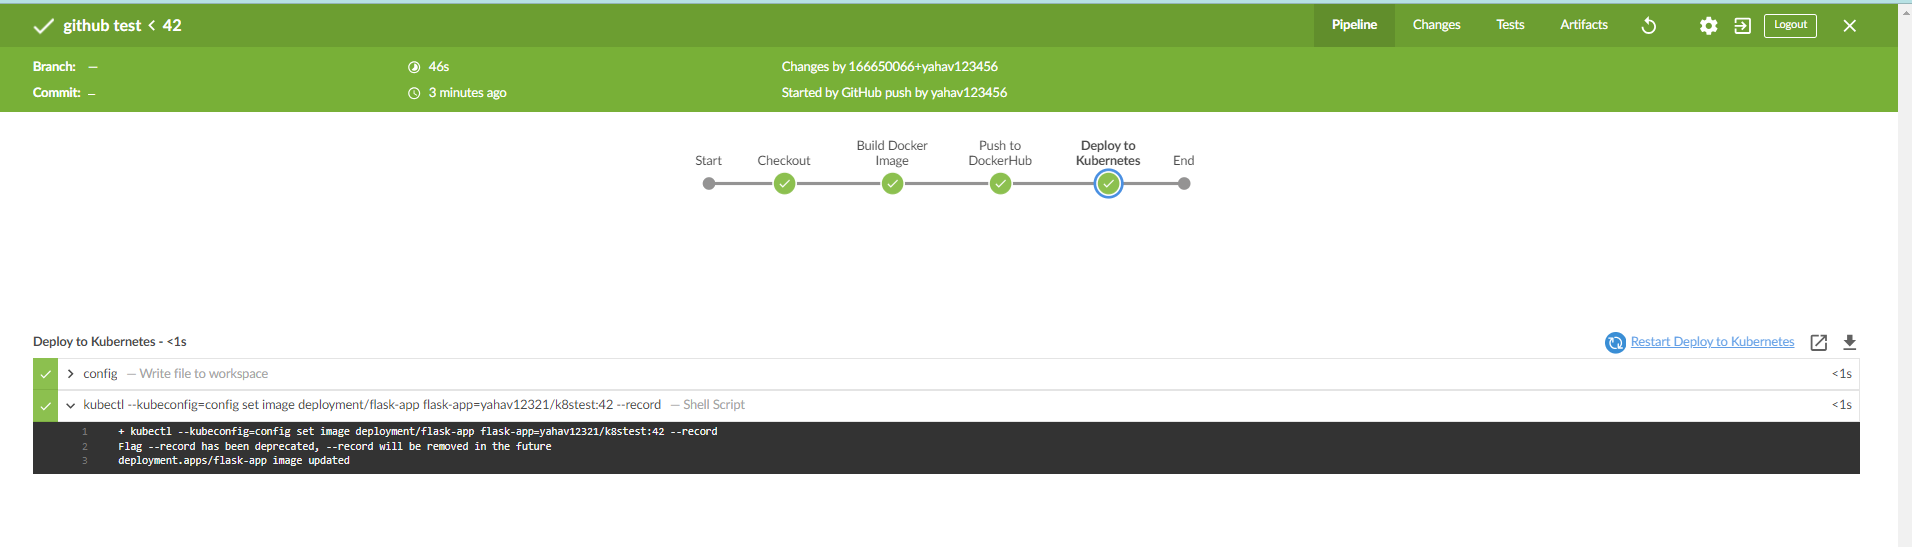 github test < 42
Pipeline
Changes
Tests
Artifacts
Logout
Branch: —
46s
Changes by 166650066+yahav123456
Commit: –
3 minutes ago
Started by GitHub push by yahav123456
Start
Checkout
Build Docker
Image
Push to
DockerHub
Deploy to
Kubernetes
End
Deploy to Kubernetes - <1s
Restart Deploy to Kubernetes
config — Write file to workspace
<1s
kubectl --kubeconfig=config set image deployment/flask-app flask-app=yahav12321/k8stest:42 --record — Shell Script
<1s
1 + kubectl --kubeconfig=config set image deployment/flask-app flask-app=yahav12321/k8stest:42 --record
2 Flag --record has been deprecated, --record will be removed in the future
3 deployment.apps/flask-app image updated